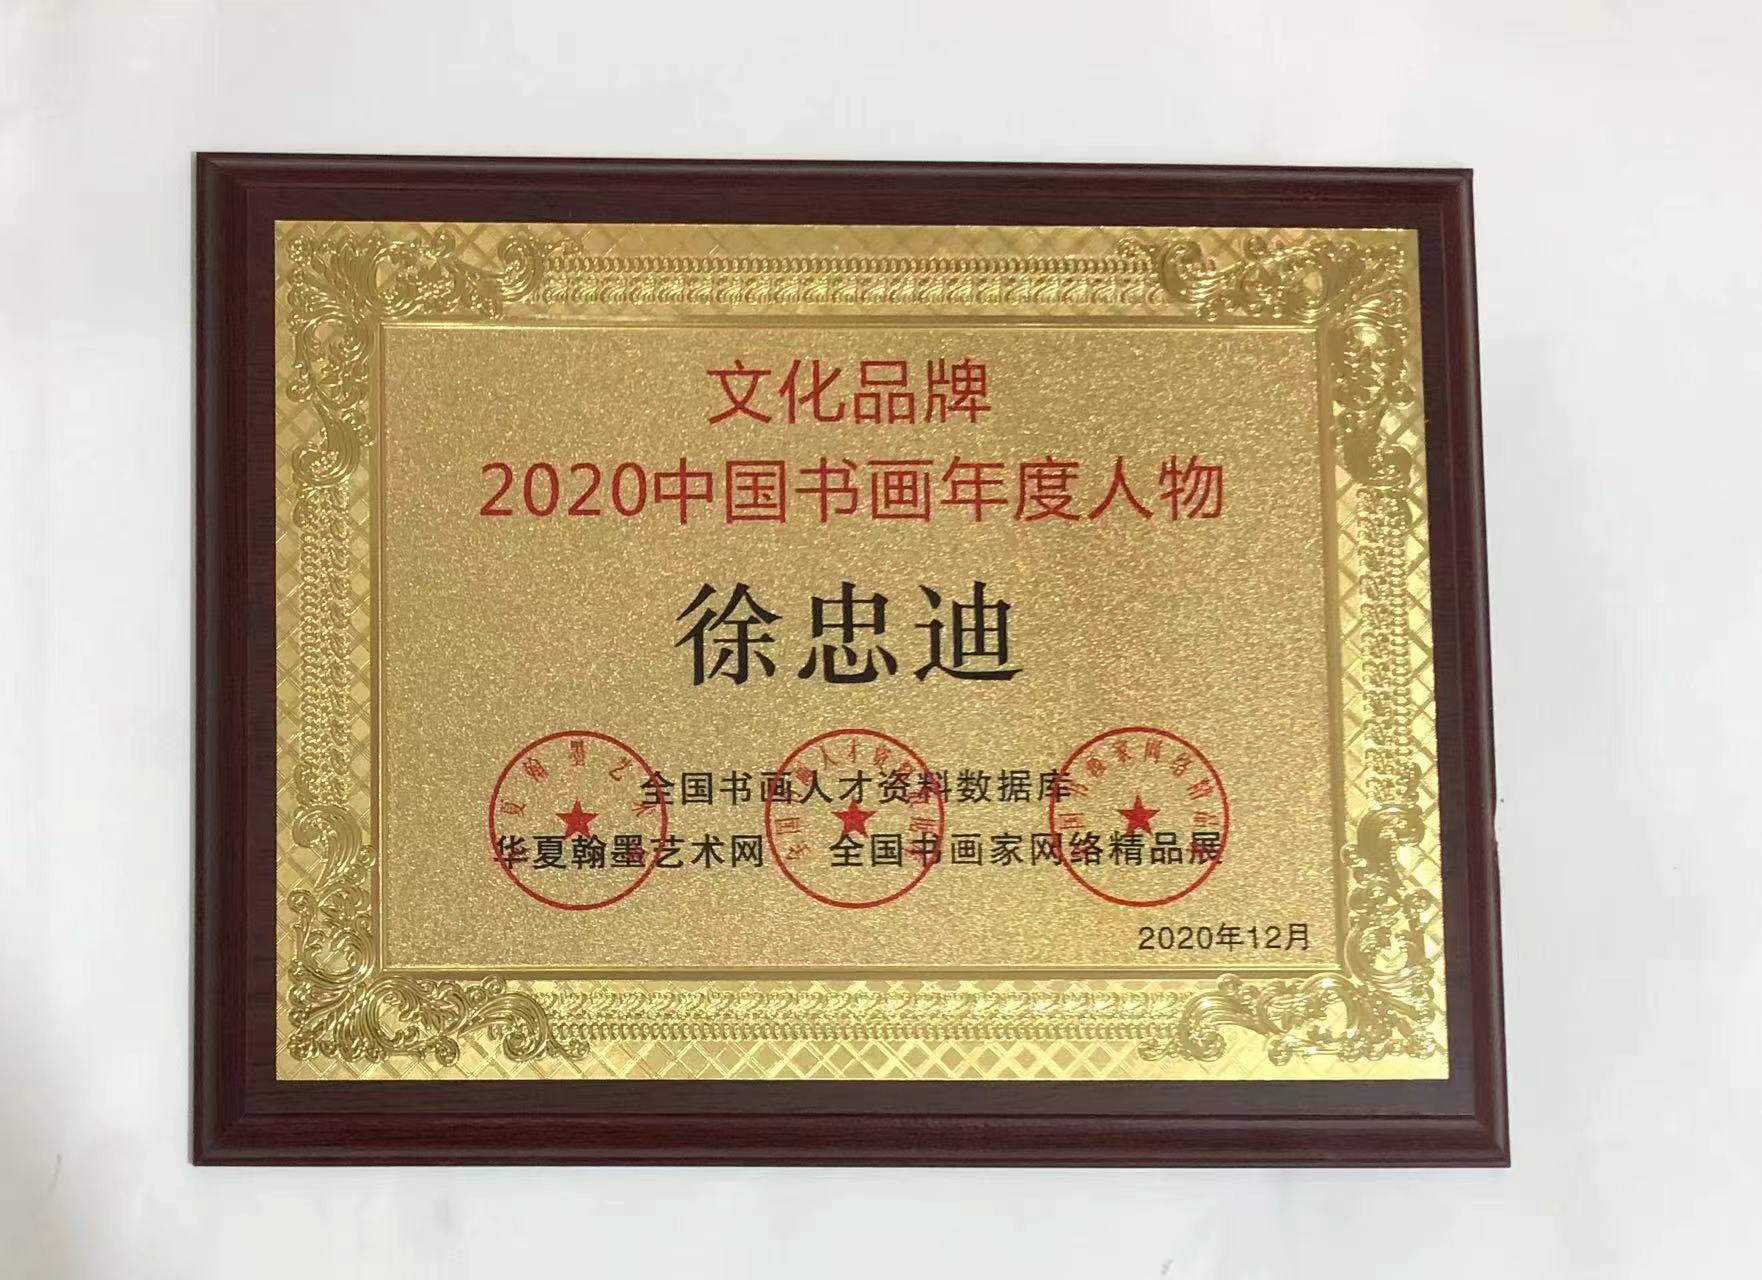 文化品牌
2020中国书画年度人物
徐忠迪
全国书画人才资料数据库
华夏翰墨艺术网 全国书画家网络精品展
2020年12月